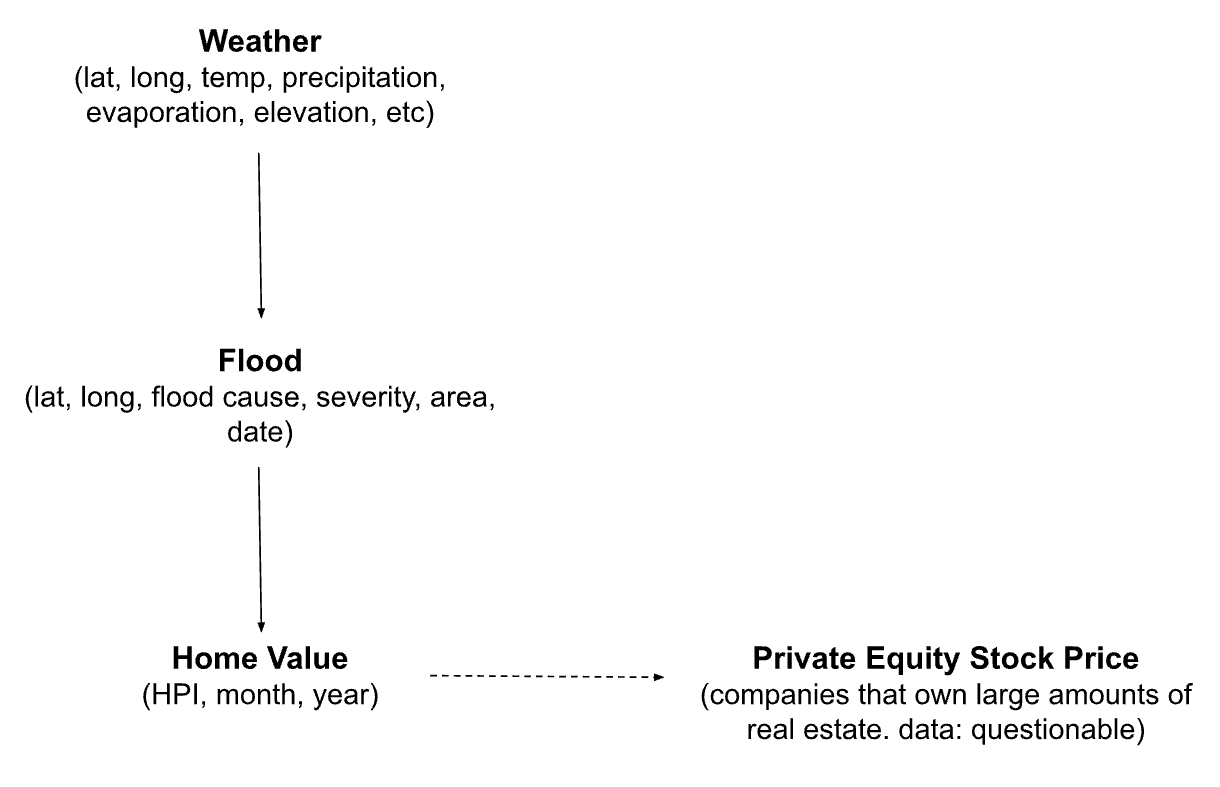 Weather
(lat, long, temp, precipitation,
evaporation, elevation, etc)
Flood
(lat, long, flood cause, severity, area,
date)
Home Value
(HPI, month, year)
Private Equity Stock Price
(companies that own large amounts of
real estate. data: questionable)